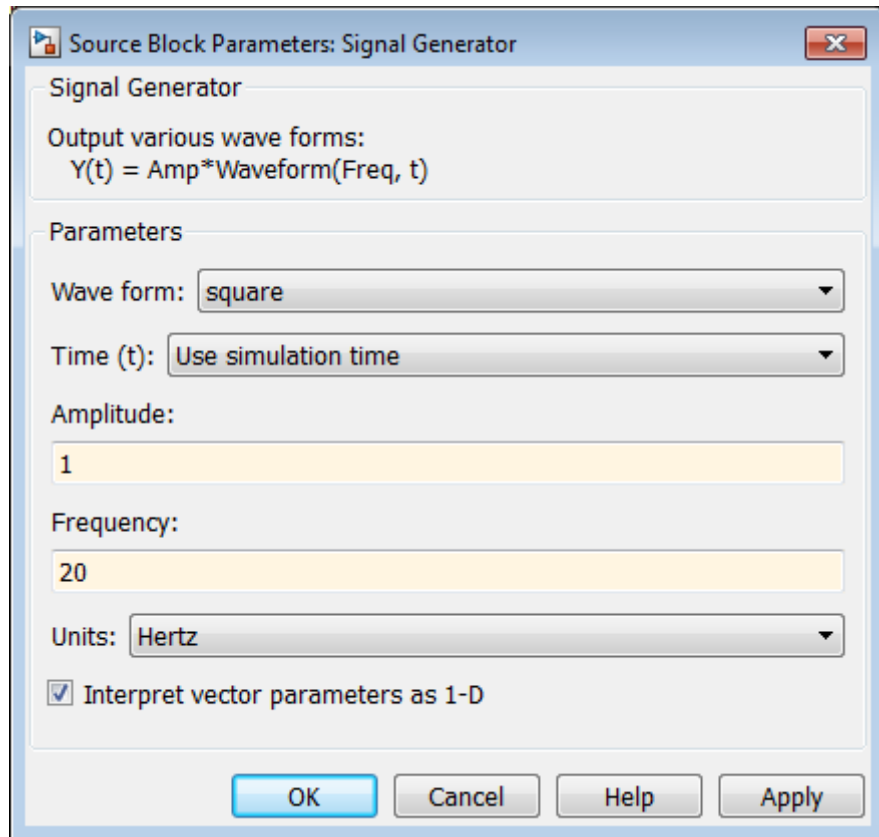 Source Block Parameters: Signal Generator
Signal Generator
Output various wave forms:
Y(t) = Amp*Waveform(Freq, t)
Parameters
Wave form: square
Time (t): Use simulation time
Amplitude:
1
Frequency:
20
Units: Hertz
Interpret vector parameters as 1-D
OK Cancel Help Apply